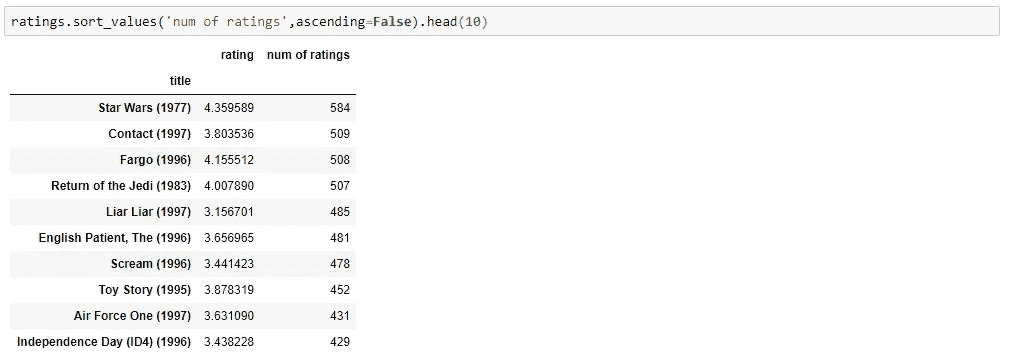 ratings.sort_values('num of ratings',ascending=False).head(10)
rating num of ratings
title
Star Wars (1977) 4.359589 584
Contact (1997) 3.803536 509
Fargo (1996) 4.155512 508
Return of the Jedi (1983) 4.007890 507
Liar Liar (1997) 3.156701 485
English Patient, The (1996) 3.656965 481
Scream (1996) 3.441423 478
Toy Story (1995) 3.878319 452
Air Force One (1997) 3.631090 431
Independence Day (ID4) (1996) 3.438228 429